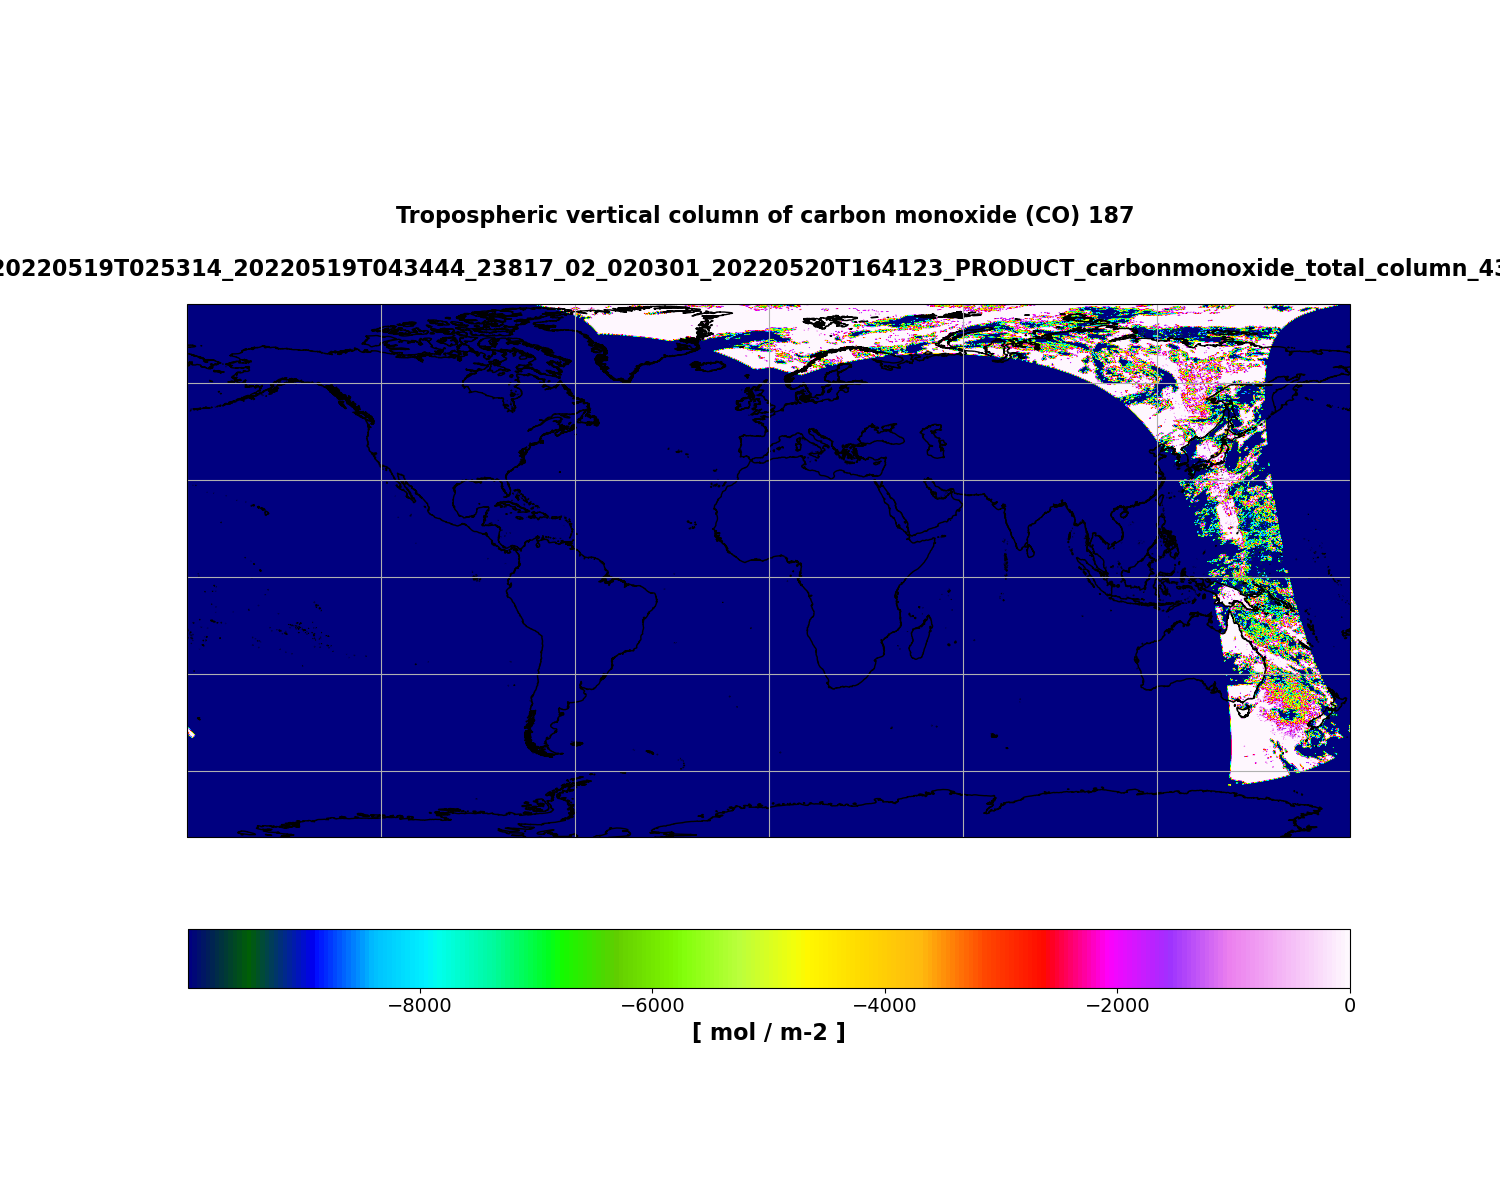 Tropospheric vertical column of carbon monoxide (CO) 187
20220519T025314_20220519T043444_23817_02_020301_20220520T164123_PRODUCT_carbonmonoxide_total_column_43
−8000 −6000 −4000 −2000 0
[ mol / m-2 ]